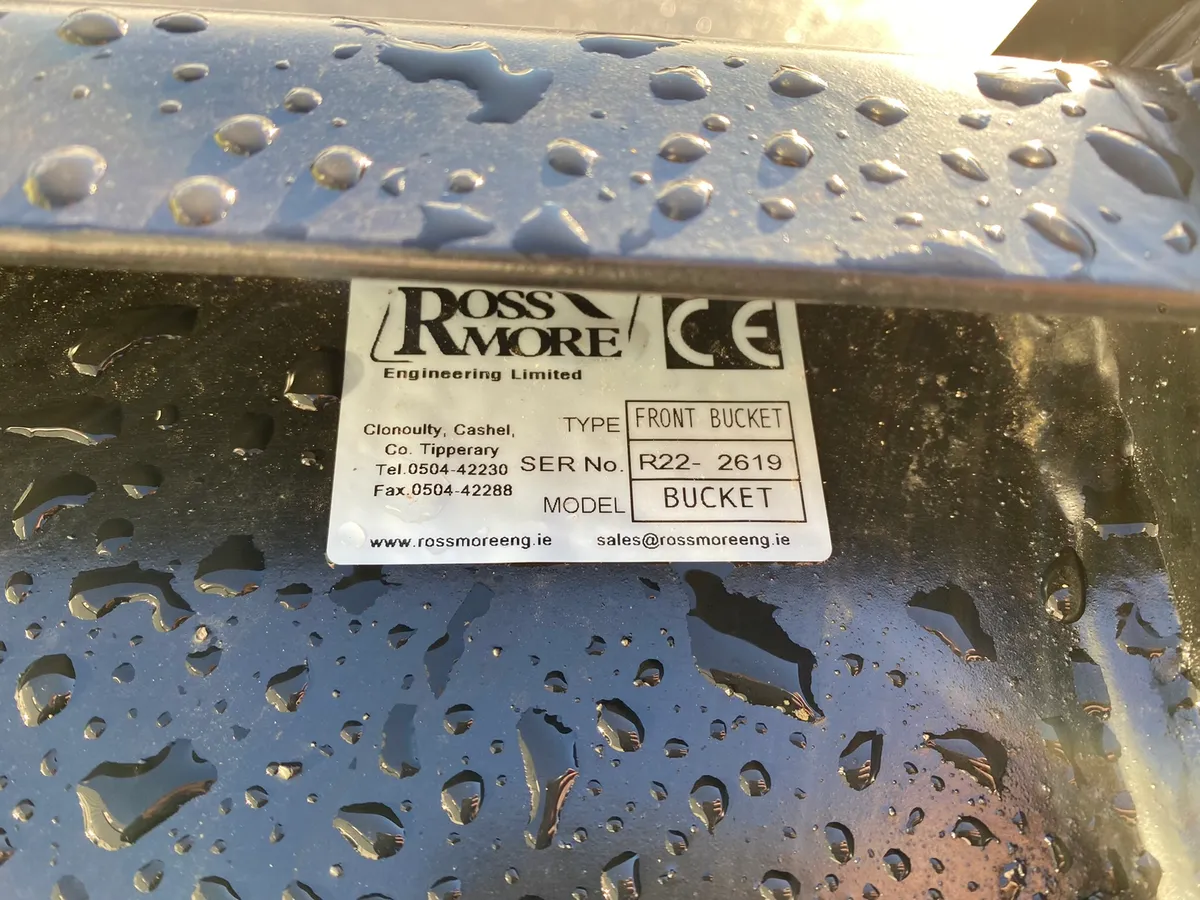 ROSS
MORE
Engineering Limited
CE
Clonoulty, Cashel,
Co. Tipperary
Tel.0504-42230
Fax.0504-42288
TYPE FRONT BUCKET
SER No. R22- 2619
MODEL BUCKET
www.rossmoreeng.ie sales@rossmoreeng.ie